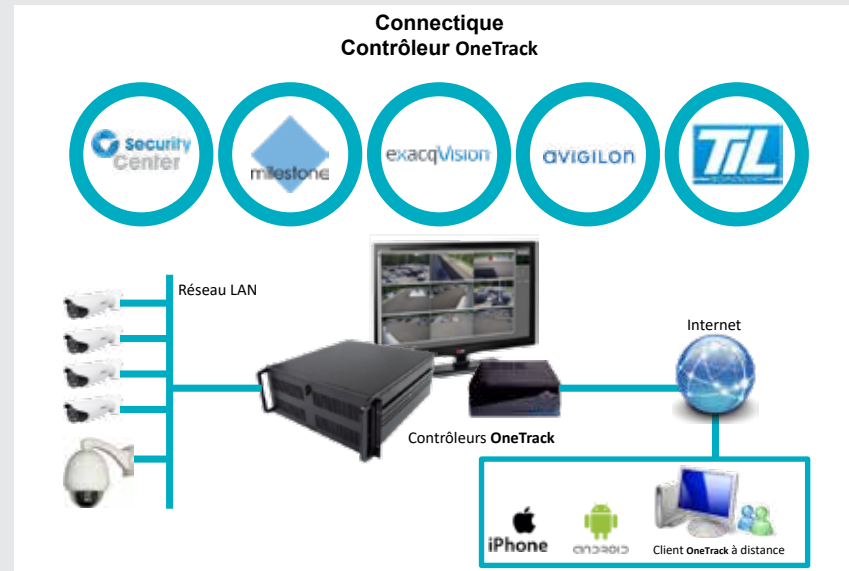 Connectique
Contrôleur OneTrack
Security
Center
milestone
exacqVision
aVIGILON
TiL
Réseau LAN
Internet
Contrôleurs OneTrack
iPhone
ANDROID
Client OneTrack à distance